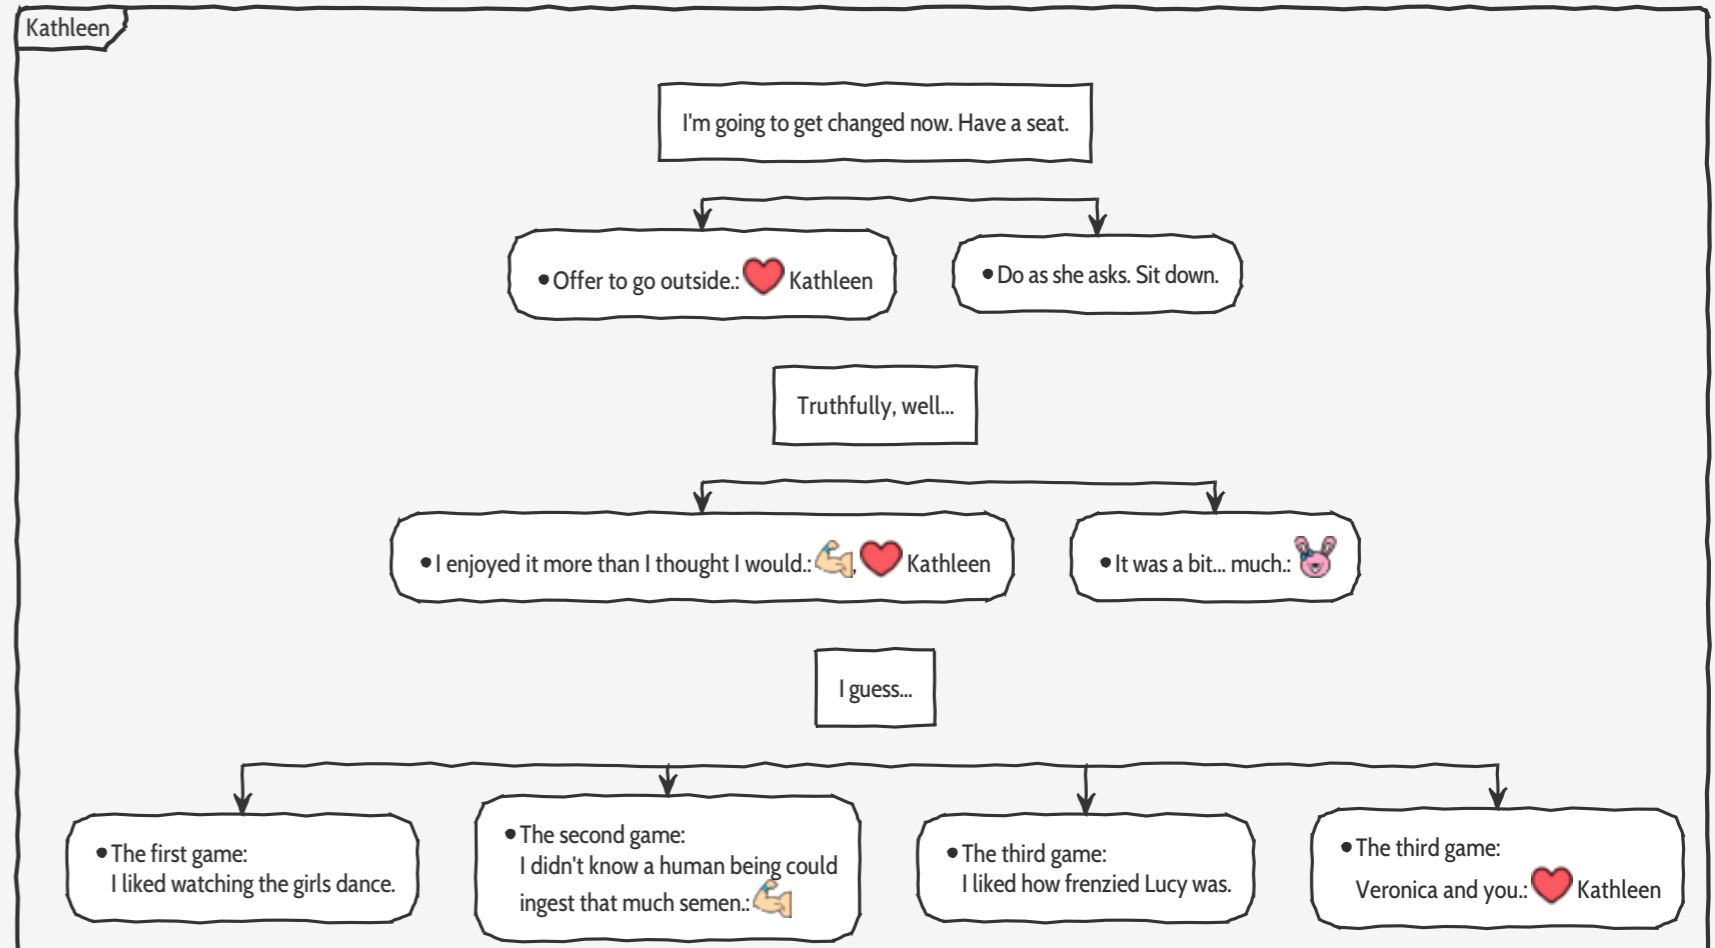 Kathleen
I'm going to get changed now. Have a seat.
•Offer to go outside.: Kathleen
•Do as she asks. Sit down.
Truthfully, well...
•I enjoyed it more than I thought I would.: , Kathleen
•It was a bit... much.:
I guess...
•The first game:
I liked watching the girls dance.
•The second game:
I didn't know a human being could
ingest that much semen.:
•The third game:
I liked how frenzied Lucy was.
•The third game:
Veronica and you.: Kathleen